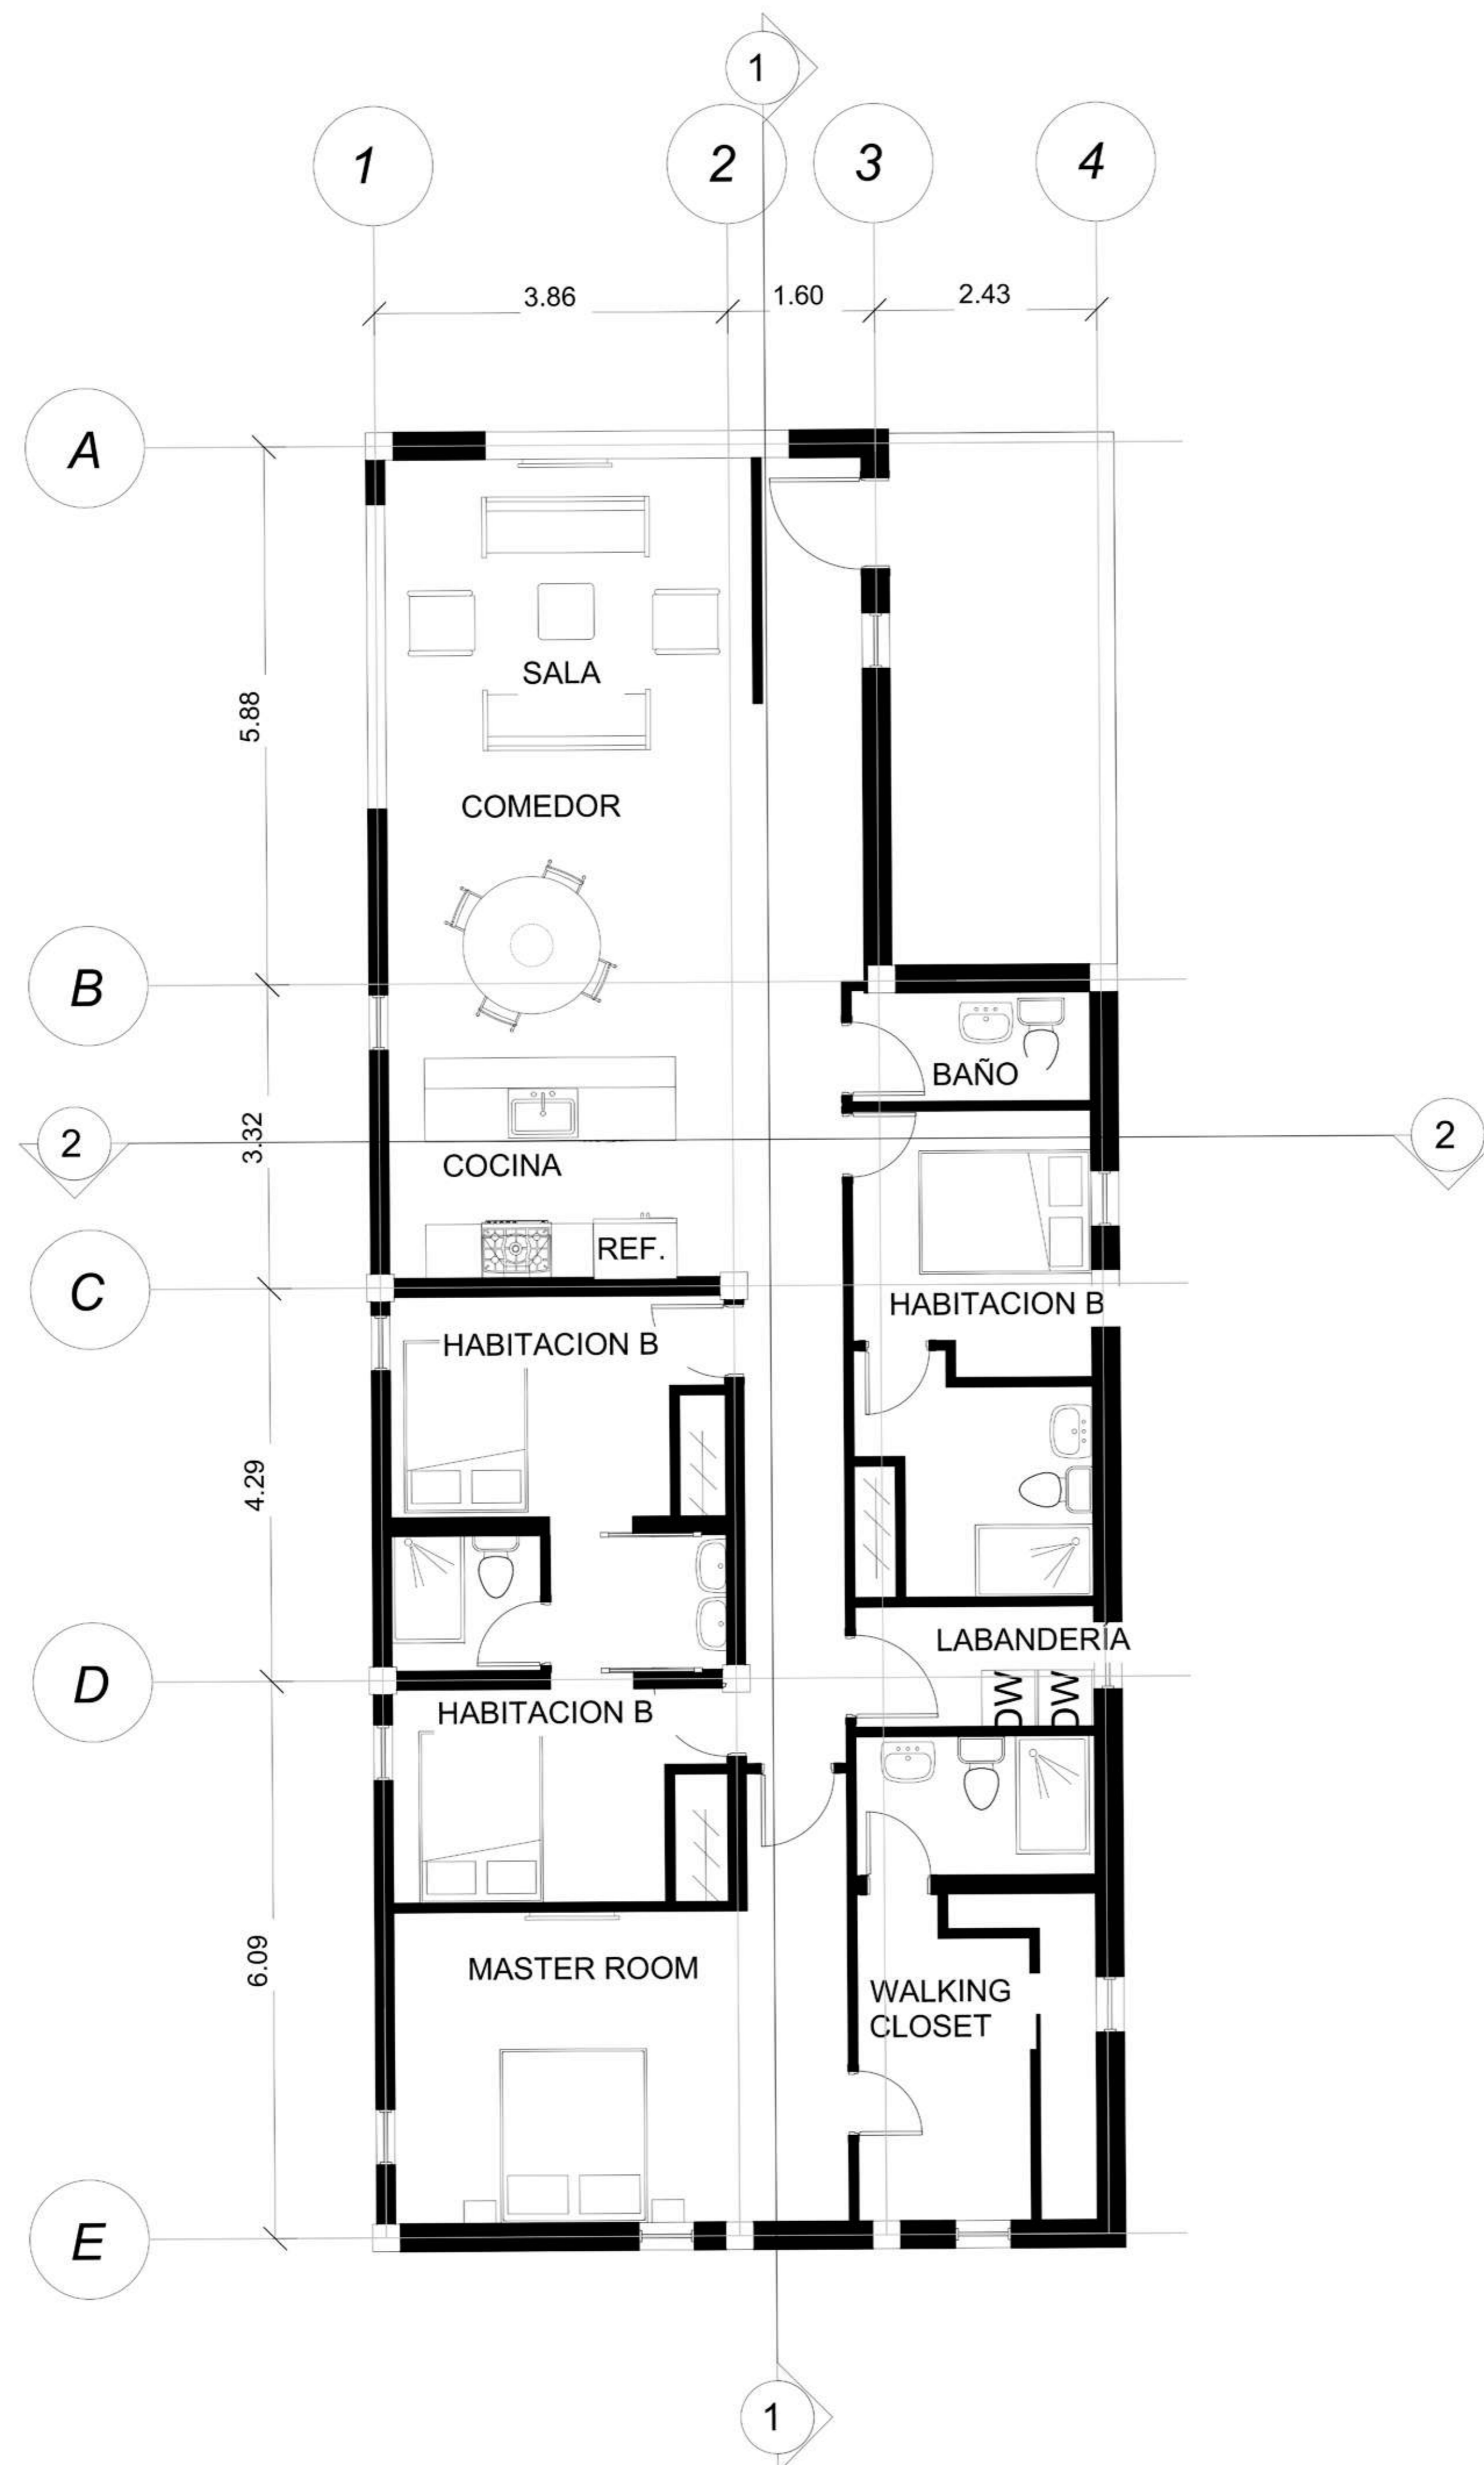 1
1 2 3 4
3.86 1.60 2.43
A
SALA
5.88
COMEDOR
B
BAÑO
2 3.32 2
COCINA
REF.
C
HABITACION B
HABITACION B
4.29
LABANDERÍA
D
DW DW
HABITACION B
6.09
MASTER ROOM
WALKING
CLOSET
E
1